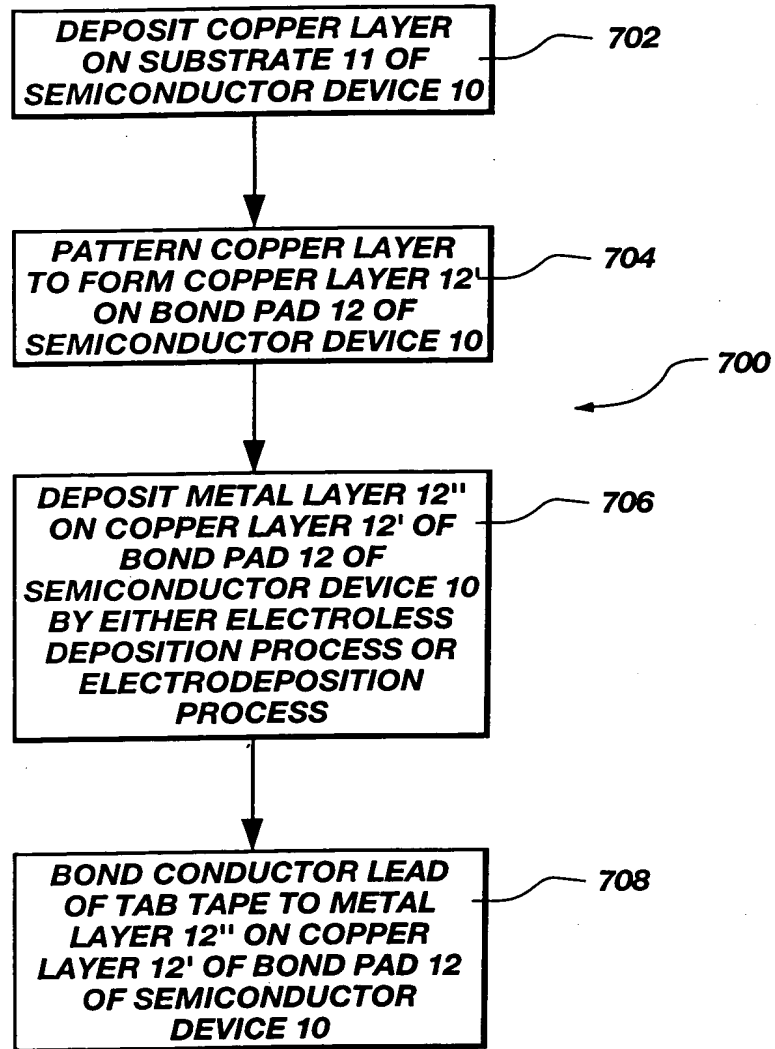 DEPOSIT COPPER LAYER
ON SUBSTRATE 11 OF
SEMICONDUCTOR DEVICE 10
702
PATTERN COPPER LAYER
TO FORM COPPER LAYER 12'
ON BOND PAD 12 OF
SEMICONDUCTOR DEVICE 10
704
700
DEPOSIT METAL LAYER 12"
ON COPPER LAYER 12' OF
BOND PAD 12 OF
SEMICONDUCTOR DEVICE 10
BY EITHER ELECTROLESS
DEPOSITION PROCESS OR
ELECTRODEPOSITION
PROCESS
706
BOND CONDUCTOR LEAD
OF TAB TAPE TO METAL
LAYER 12" ON COPPER
LAYER 12' OF BOND PAD 12
OF SEMICONDUCTOR
DEVICE 10
708